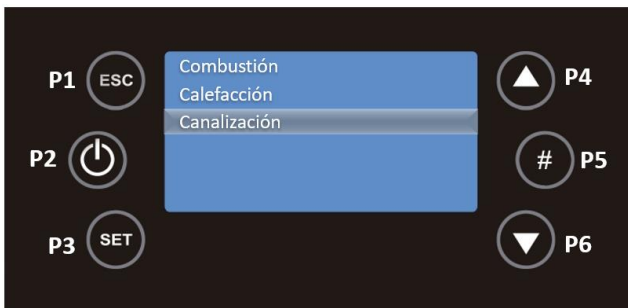 P1 ESC
Combustión
Calefacción
Canalización
P4
P2
# P5
P3 SET
P6